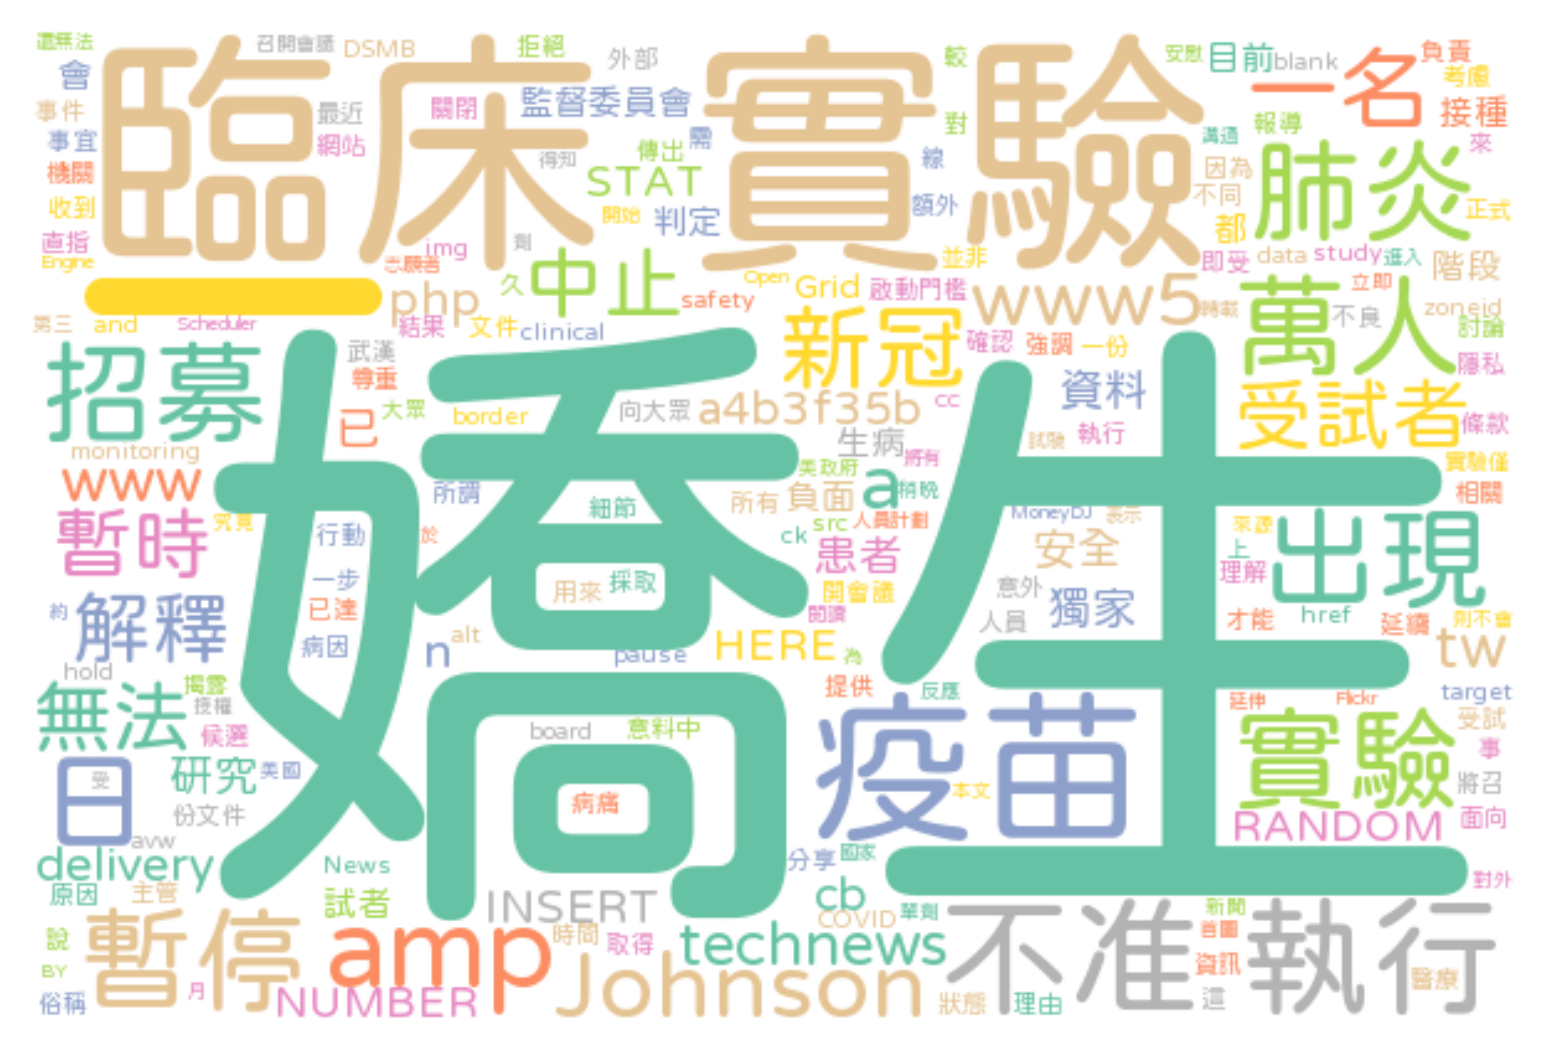 還無法 召開會議 DSMB 拒絕 外部 較 安慰 目前 blank 一名 負責
會 臨床實驗 考慮
事件 最近 關閉 監督委員會 接種
事宜 網站 得知 需 對 溝通 報導 來
機關 傳出 線 因為 肺炎
收到 STAT 開始 判定 額外 不同 都 正式
直指 img 劑 並非 即受 data study 進入 階段
Engine 志願者 久 中止 Open Grid 啟動門檻 www5 轉載 萬人 立即 zoneid
一 php safety 不良
第三 and Scheduler 結果 文件 clinical 新冠 確認 強調 一份 討論
招募 武漢 尊重 隱私
已 大眾 border 向大眾 a4b3f35b cc 資料 受試者 條款
monitoring 生病 將有 試驗 執行 實驗僅
www 所謂 細節 美政府 所有 負面 a 稍晚 相關
暫時 究竟 行動 於 src 人員計劃 MoneyDJ 表示 來源 出現
嬌生
ck 患者 安全 上 理解
一步 用來 採取 開會議 意外 獨家
約 解釋 已達 閱讀 人員 才能 href 延續 則不會
病因 n alt pause HERE 為 tw
hold 揭露 提供 反應 延伸 Flickr target
無法 授權 候選 board 意料中 疫苗 實驗 受試 事
日 受 研究 美國 病痛 本文 將召
份文件 RANDOM 面向
avw delivery News 分享 國家 對外
原因 主管 試者 INSERT cb COVID 單劑 新聞
說 暫停 amp 時間 取得 technews 不准 首圖 執行
BY 月 NUMBER Johnson 資訊 醫療
俗稱 狀態 理由 這